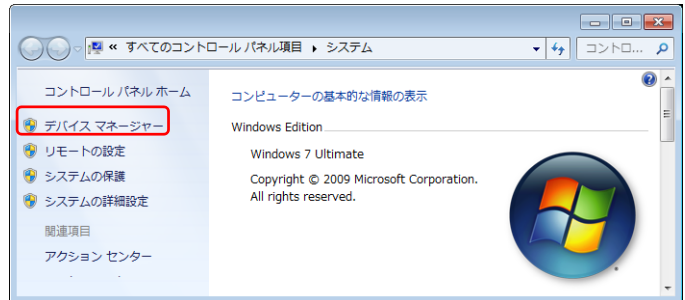 « すべてのコントロール パネル項目 ▸ システム
コントロ...
コントロール パネル ホーム
デバイス マネージャー
リモートの設定
システムの保護
システムの詳細設定
関連項目
アクション センター
コンピューターの基本的な情報の表示
Windows Edition
Windows 7 Ultimate
Copyright © 2009 Microsoft Corporation.
All rights reserved.